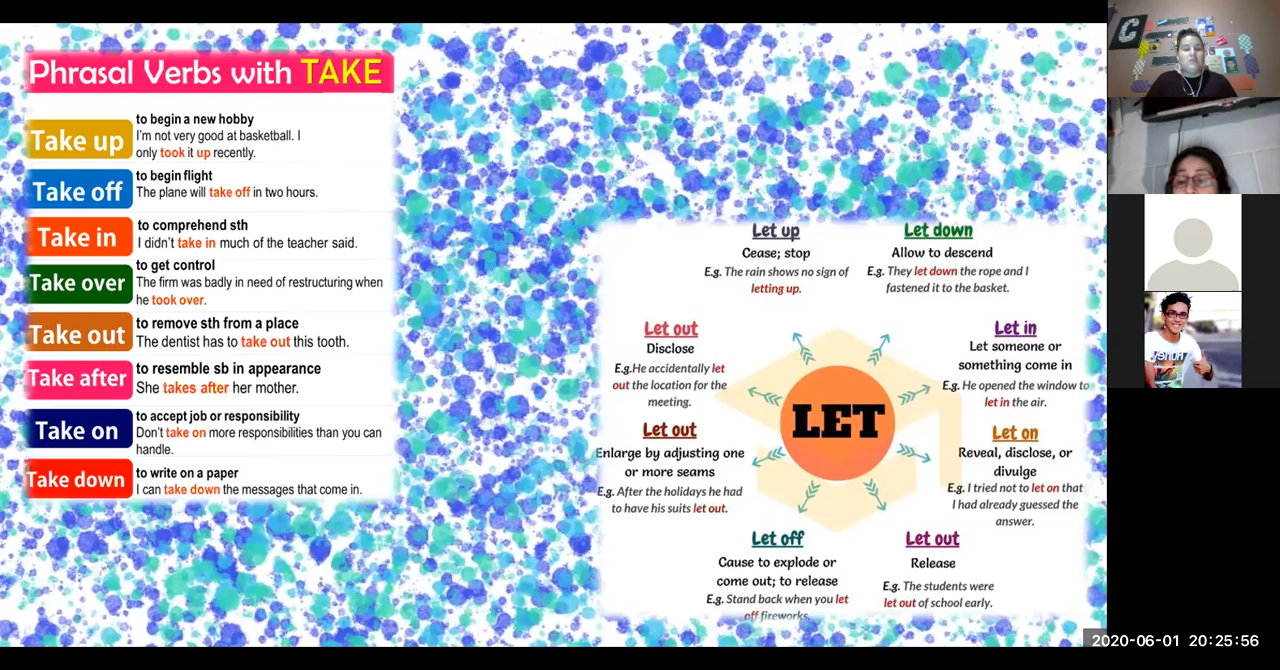 Phrasal Verbs with TAKE
Take up
to begin a new hobby
I'm not very good at basketball. I
only took it up recently.
Take off
to begin flight
The plane will take off in two hours.
Take in
to comprehend sth
I didn't take in much of the teacher said.
Take over
to get control
The firm was badly in need of restructuring when
he took over.
Take out
to remove sth from a place
The dentist has to take out this tooth.
Take after
to resemble sb in appearance
She takes after her mother.
Take on
to accept job or responsibility
Don't take on more responsibilities than you can
handle.
Take down
to write on a paper
I can take down the messages that come in.
Let up
Cease; stop
E.g. The rain shows no sign of
letting up.
Let down
Allow to descend
E.g. They let down the rope and I
fastened it to the basket.
Let out
Disclose
E.g.He accidentally let
out the location for the
meeting.
Let in
Let someone or
something come in
E.g. He opened the window to
let in the air.
LET
Let out
Enlarge by adjusting one
or more seams
E.g. After the holidays he had
to have his suits let out.
Let on
Reveal, disclose, or
divulge
E.g. I tried not to let on that
I had already guessed the
answer.
Let off
Cause to explode or
come out; to release
E.g. Stand back when you let
off fireworks.
Let out
Release
E.g. The students were
let out of school early.
C
2020-06-01 20:25:56